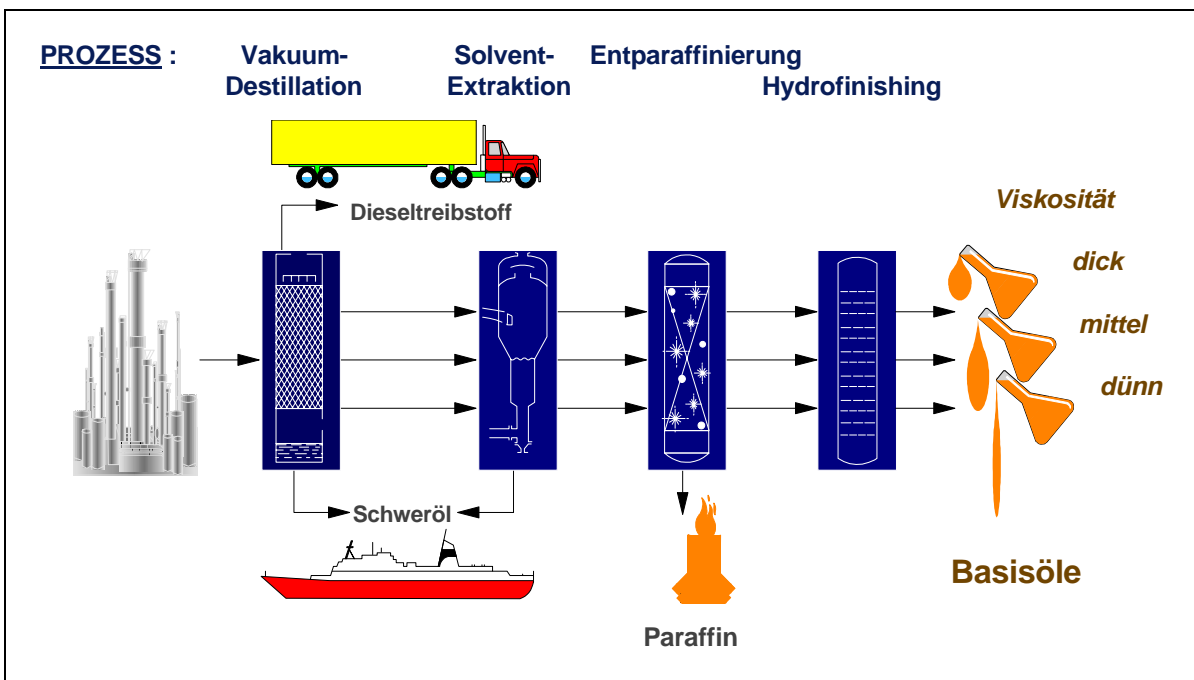 PROZESS :
Vakuum-
Destillation
Solvent-
Extraktion
Entparaffinierung
Hydrofinishing
Dieseltreibstoff
Viskosität
dick
mittel
dünn
Schweröl
Basisöle
Paraffin